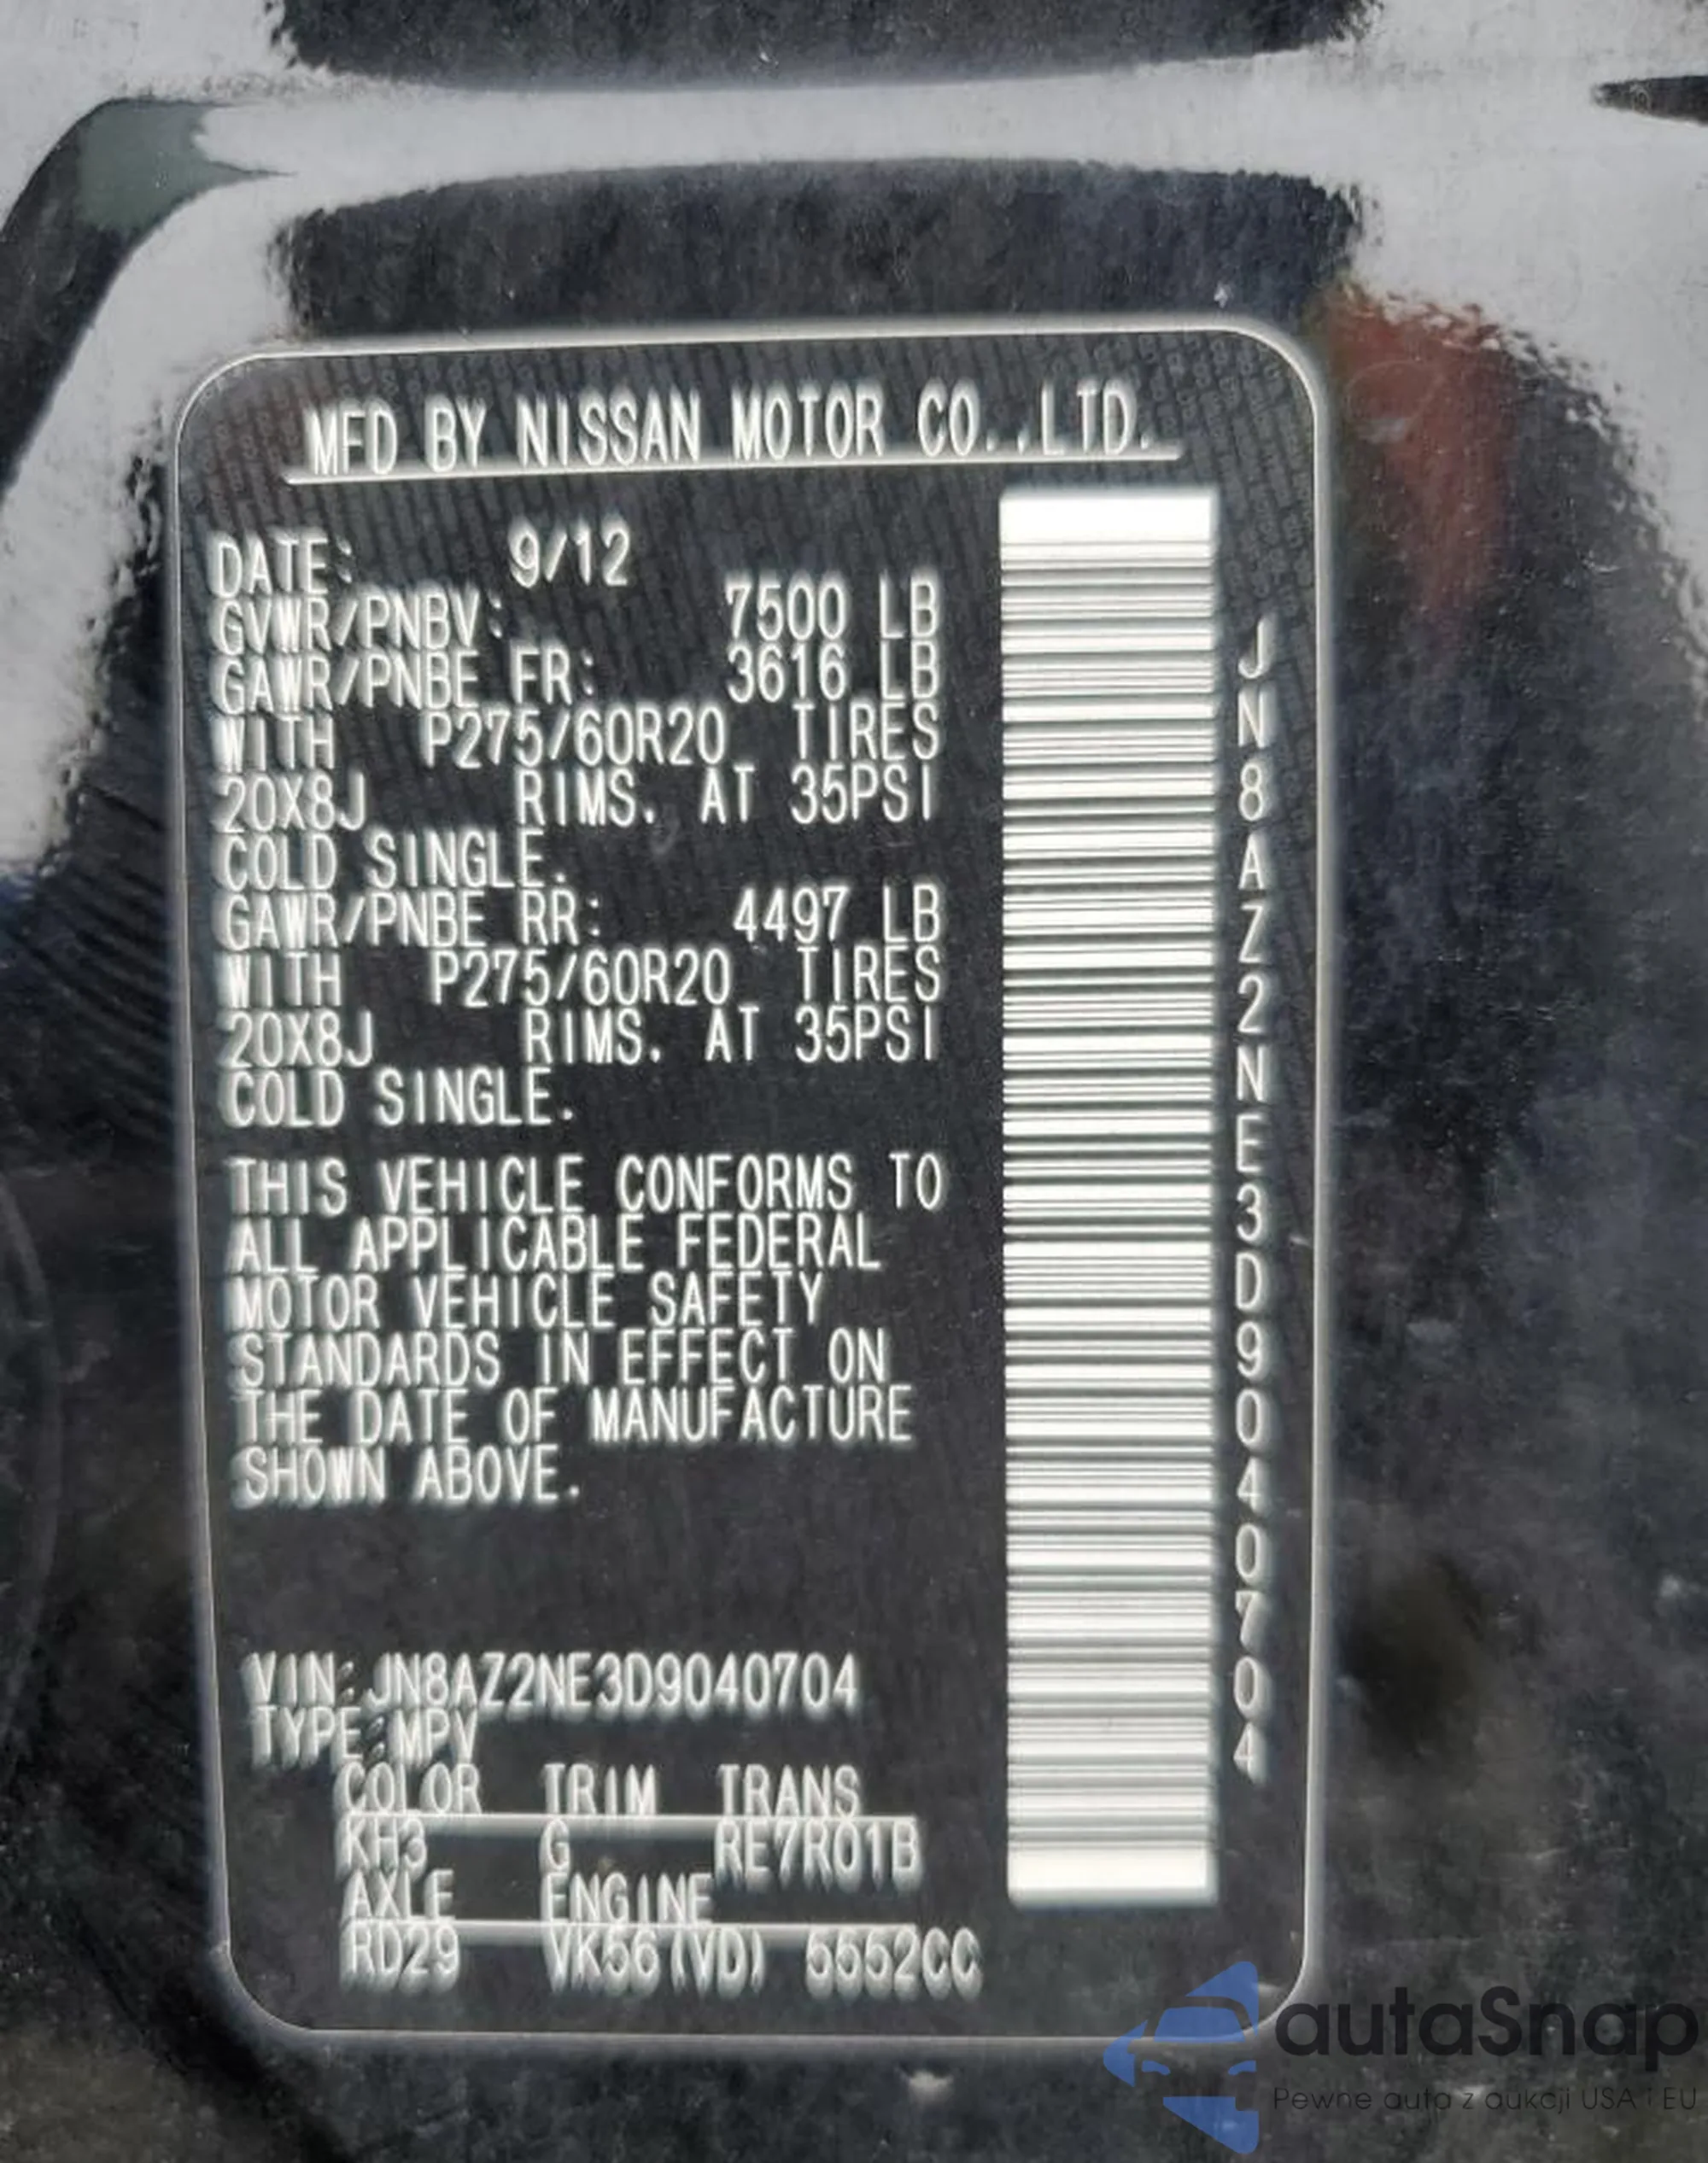 MFD BY NISSAN MOTOR CO.,LTD.
DATE: 9/12
GVWR/PNBV: 7500 LB
GAWR/PNBE FR: 3616 LB
WITH P275/60R20 TIRES
20X8J RIMS. AT 35PSI
COLD SINGLE.
GAWR/PNBE RR: 4497 LB
WITH P275/60R20 TIRES
20X8J RIMS. AT 35PSI
COLD SINGLE.
THIS VEHICLE CONFORMS TO
ALL APPLICABLE FEDERAL
MOTOR VEHICLE SAFETY
STANDARDS IN EFFECT ON
THE DATE OF MANUFACTURE
SHOWN ABOVE.
VIN:JN8AZ2NE3D9040704
TYPE:MPV
COLOR TRIM TRANS
KH3 G RE7R01B
AXLE ENGINE
RD29 VK56(VD) 5552CC
JN8AZ2NE3D9040704
autaSnap
Pewne auta z aukcji USA i EU